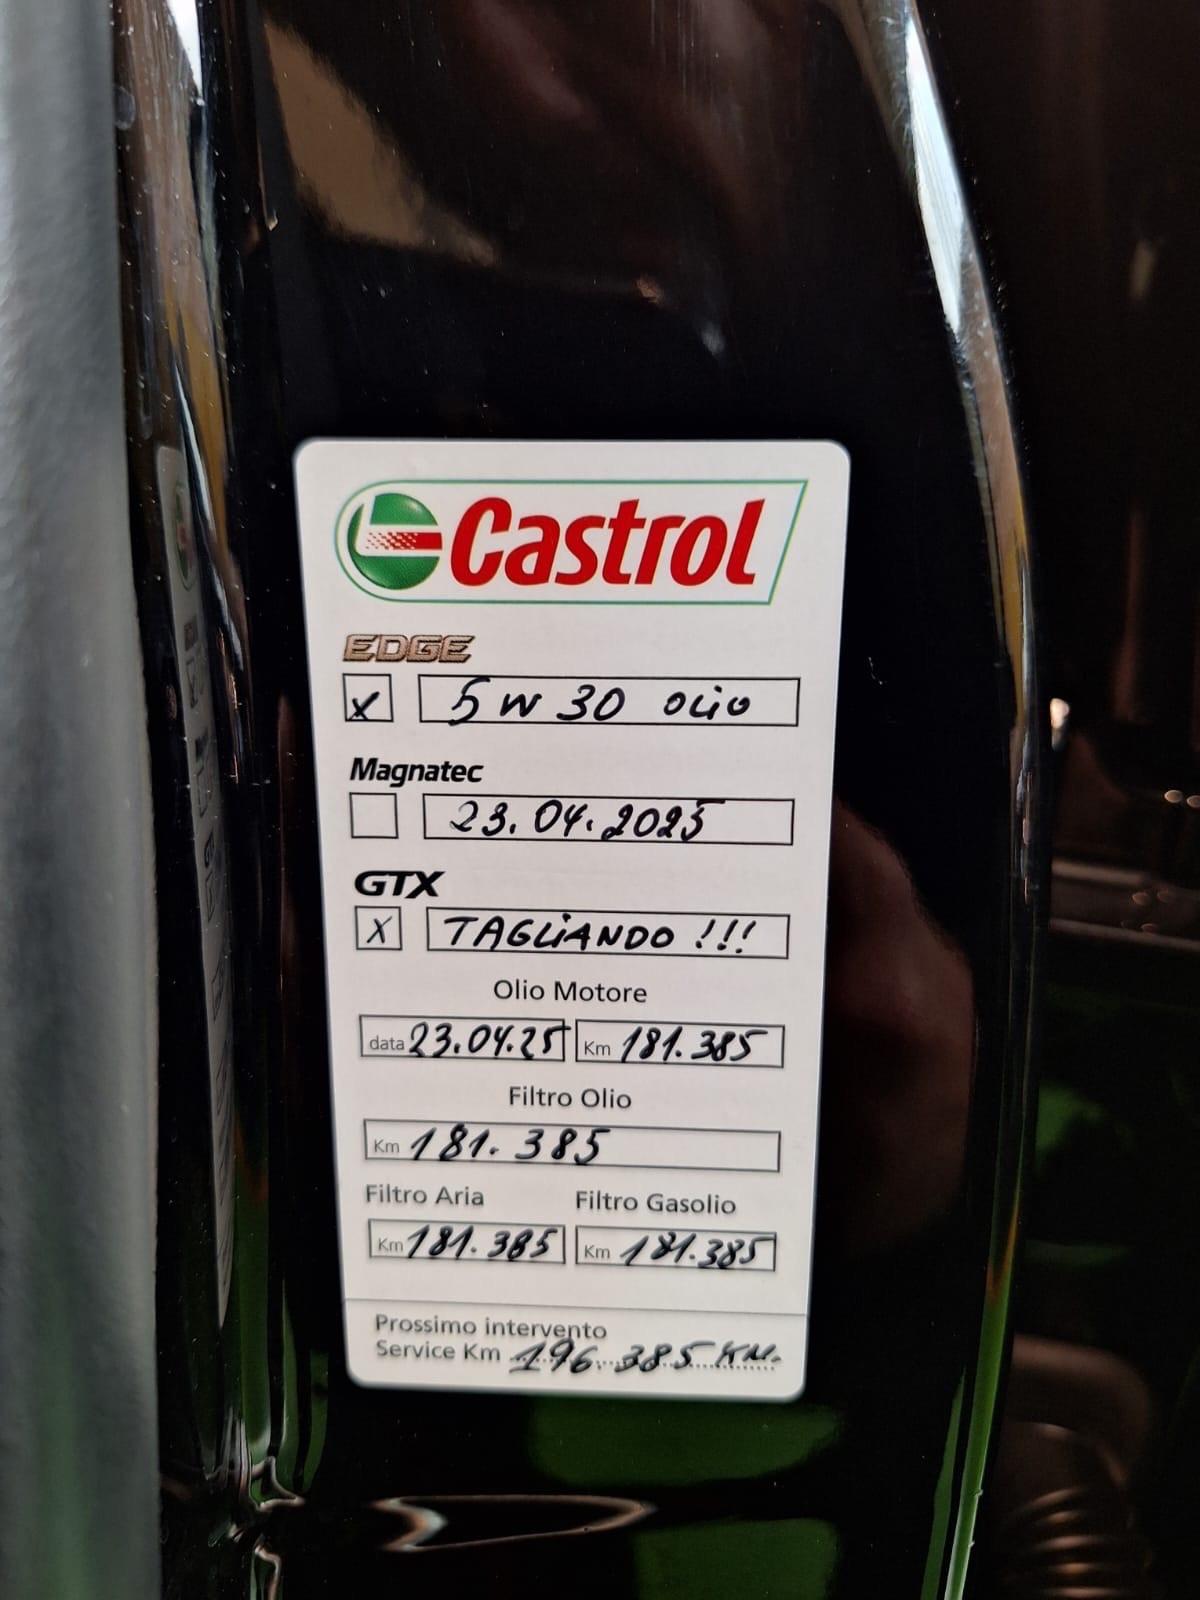 Castrol
EDGE
x 5 W 30 OLiO
Magnatec
23.04.2025
GTX
X TAGLiANDO !!!
Olio Motore
data 23.04.25 Km 181.385
Filtro Olio
Km 181.385
Filtro Aria Filtro Gasolio
Km 181.385 Km 181.385
Prossimo intervento
Service Km 196.385 KM.